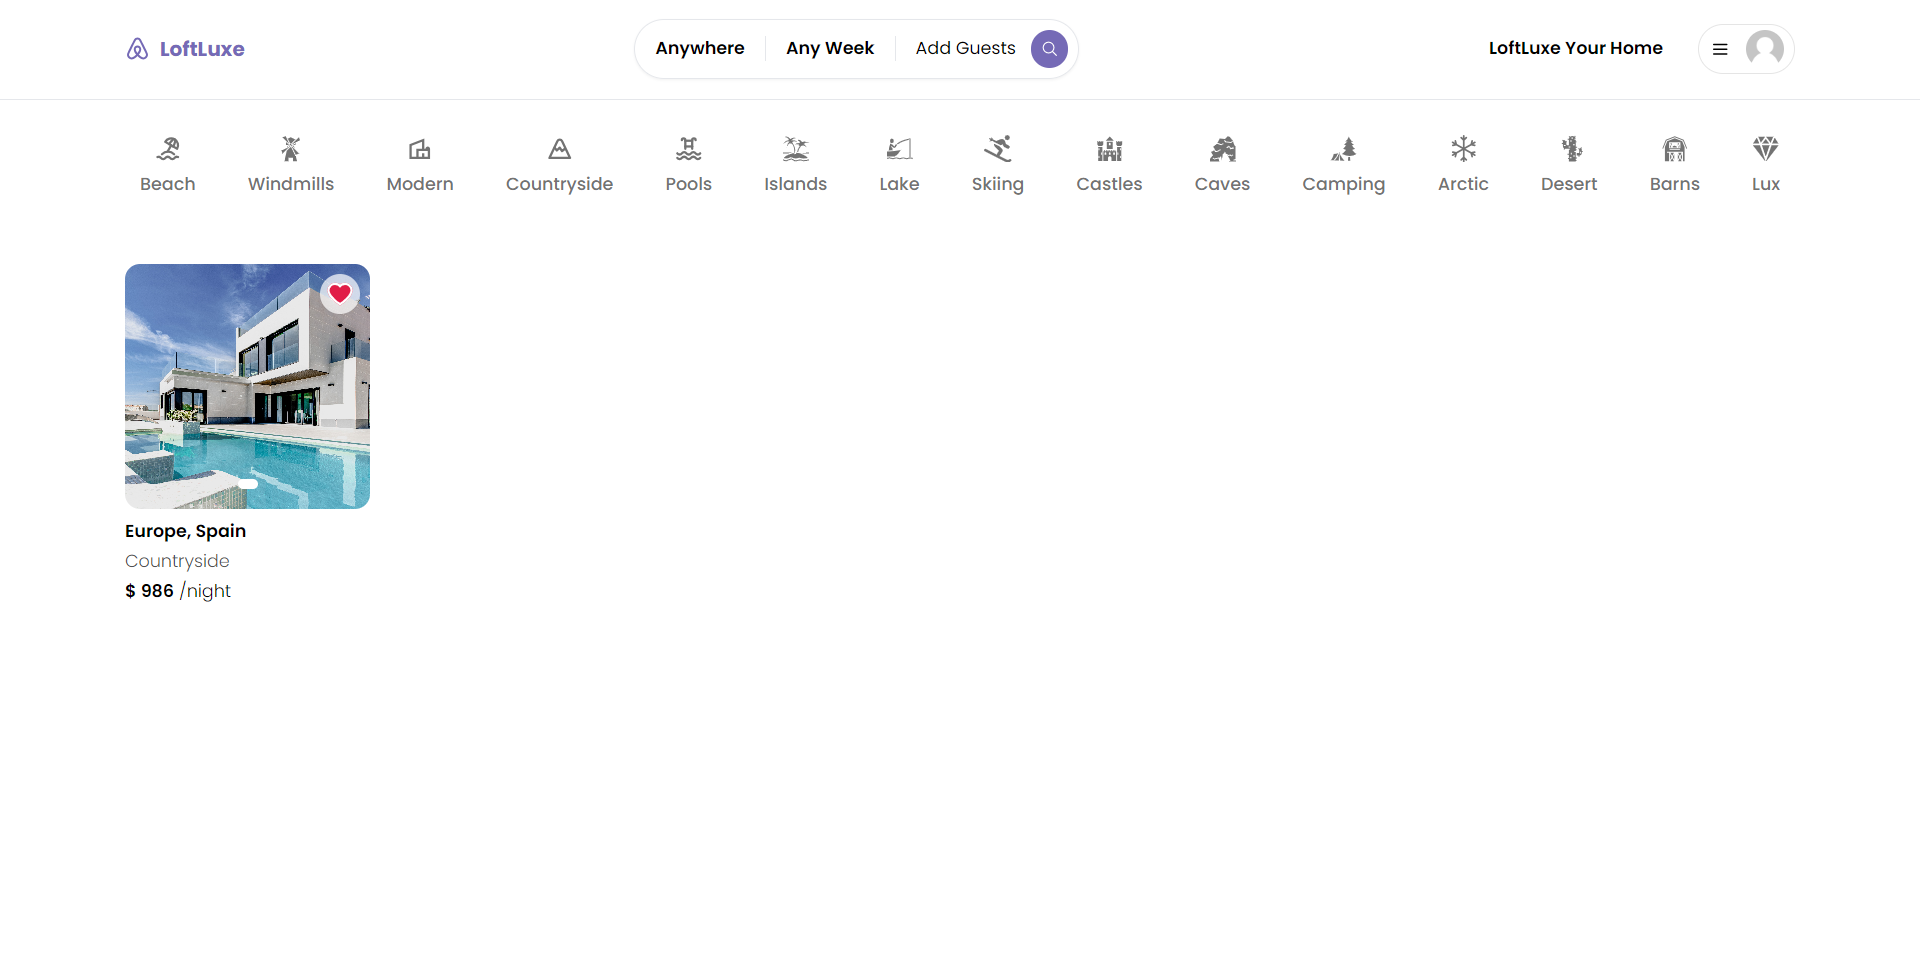 LoftLuxe
Anywhere
Any Week
Add Guests
LoftLuxe Your Home
Beach
Windmills
Modern
Countryside
Pools
Islands
Lake
Skiing
Castles
Caves
Camping
Arctic
Desert
Barns
Lux
Europe, Spain
Countryside
$ 986 /night